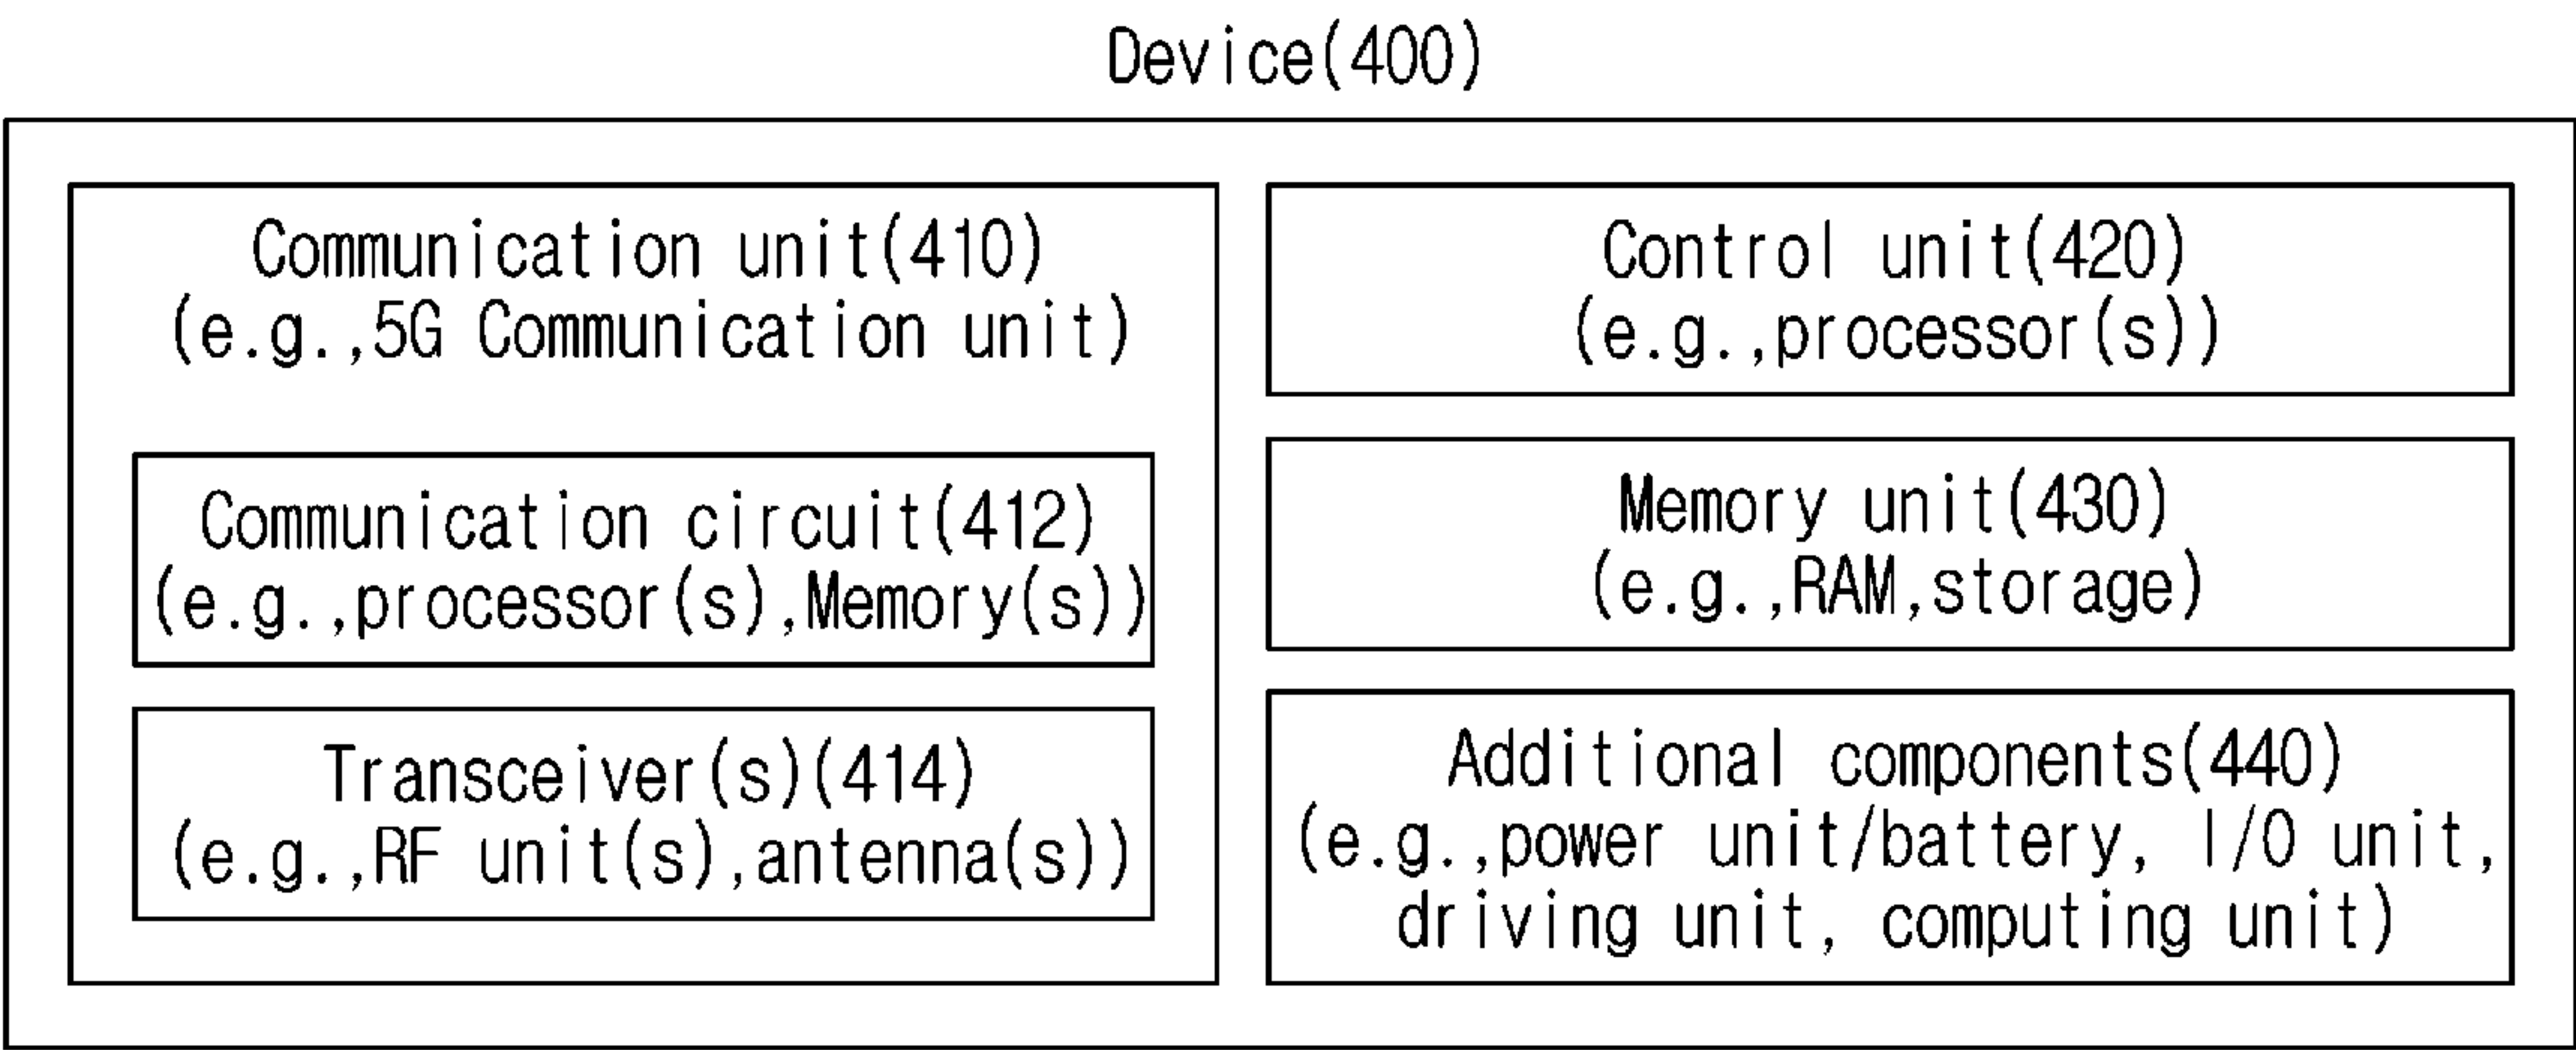 Device(400)
Communication unit(410)
(e.g.,5G Communication unit)
Communication circuit(412)
(e.g.,processor(s),Memory(s))
Transceiver(s)(414)
(e.g.,RF unit(s),antenna(s))
Control unit(420)
(e.g.,processor(s))
Memory unit(430)
(e.g.,RAM,storage)
Additional components(440)
(e.g.,power unit/battery, I/O unit,
driving unit, computing unit)